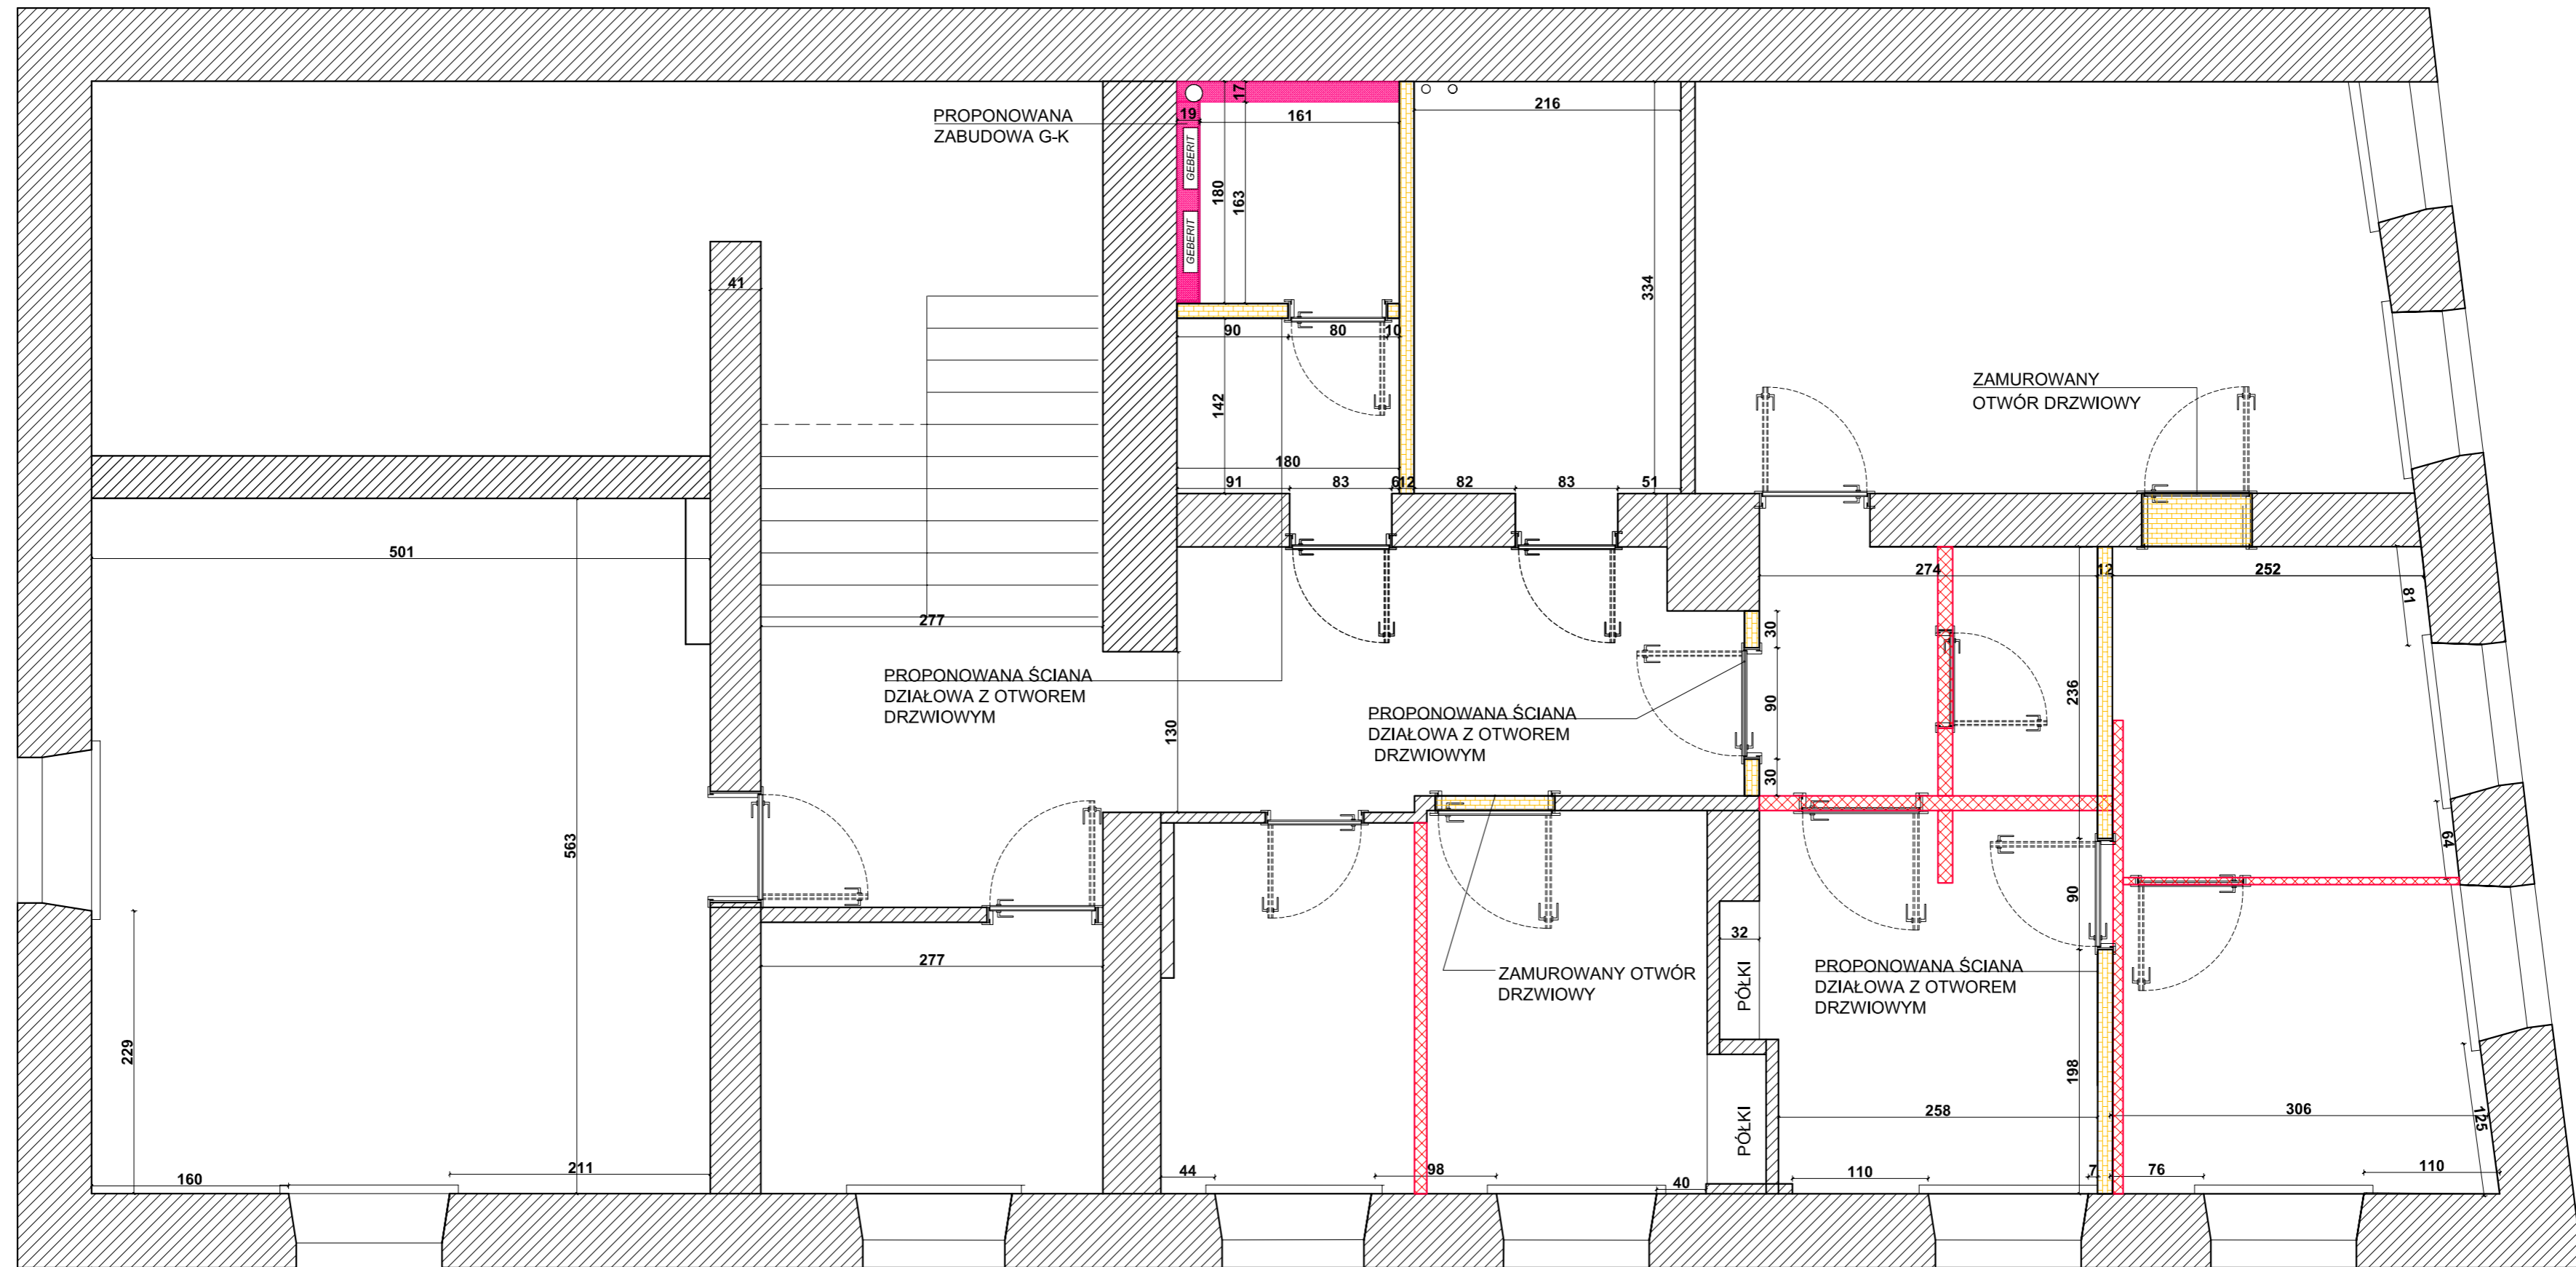 PROPONOWANA
ZABUDOWA G-K
17
19
161
216
GEBERIT
180
163
GEBERIT
41
334
90
80
10
142
ZAMUROWANY
OTWÓR DRZWIOWY
180
91
83
6
12
82
83
51
501
274
12
252
81
277
30
PROPONOWANA ŚCIANA
DZIAŁOWA Z OTWOREM
DRZWIOWYM
130
PROPONOWANA ŚCIANA
DZIAŁOWA Z OTWOREM
DRZWIOWYM
90
236
30
563
64
90
277
32
ZAMUROWANY OTWÓR
DRZWIOWY
PÓŁKI
PROPONOWANA ŚCIANA
DZIAŁOWA Z OTWOREM
DRZWIOWYM
229
198
PÓŁKI
258
306
125
160
211
44
98
40
110
7
76
110